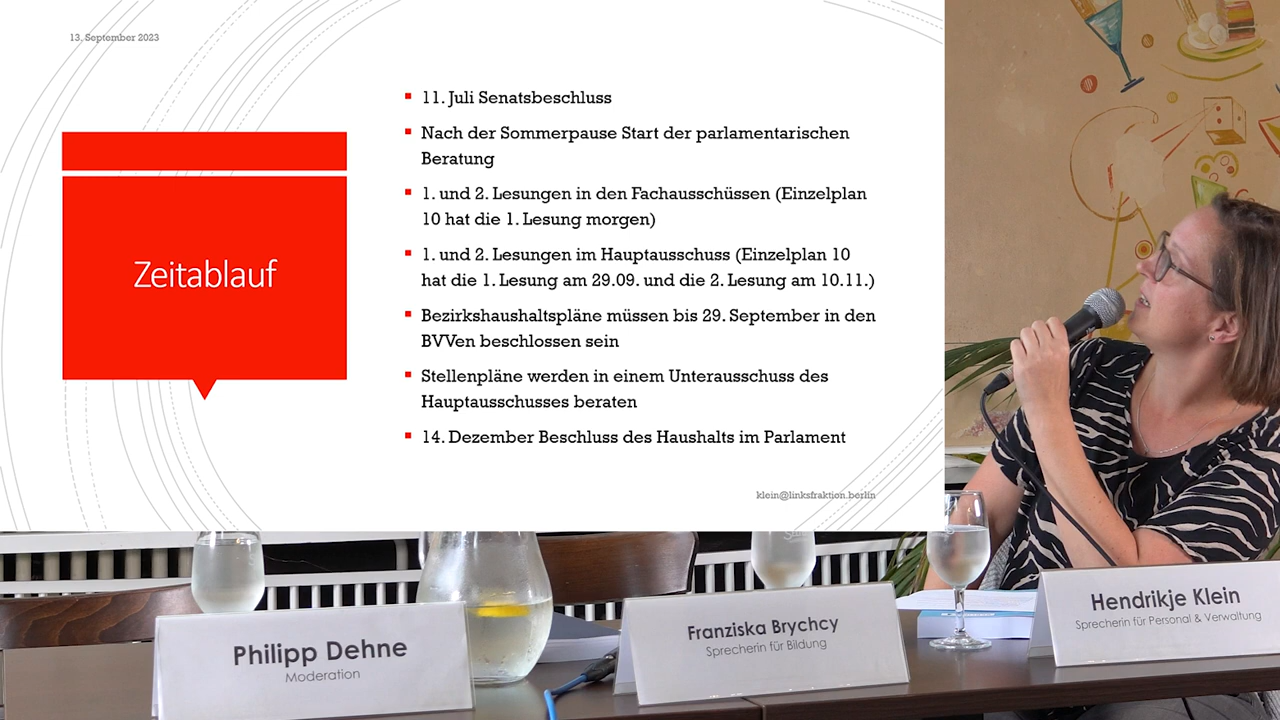 13. September 2023
Zeitablauf
▪ 11. Juli Senatsbeschluss
▪ Nach der Sommerpause Start der parlamentarischen
Beratung
▪ 1. und 2. Lesungen in den Fachausschüssen (Einzelplan
10 hat die 1. Lesung morgen)
▪ 1. und 2. Lesungen im Hauptausschuss (Einzelplan 10
hat die 1. Lesung am 29.09. und die 2. Lesung am 10.11.)
▪ Bezirkshaushaltspläne müssen bis 29. September in den
BVVen beschlossen sein
▪ Stellenpläne werden in einem Unterausschuss des
Hauptausschusses beraten
▪ 14. Dezember Beschluss des Haushalts im Parlament
klein@linksfraktion.berlin
Philipp Dehne
Moderation
Franziska Brychcy
Sprecherin für Bildung
Hendrikje Klein
Sprecherin für Personal & Verwaltung